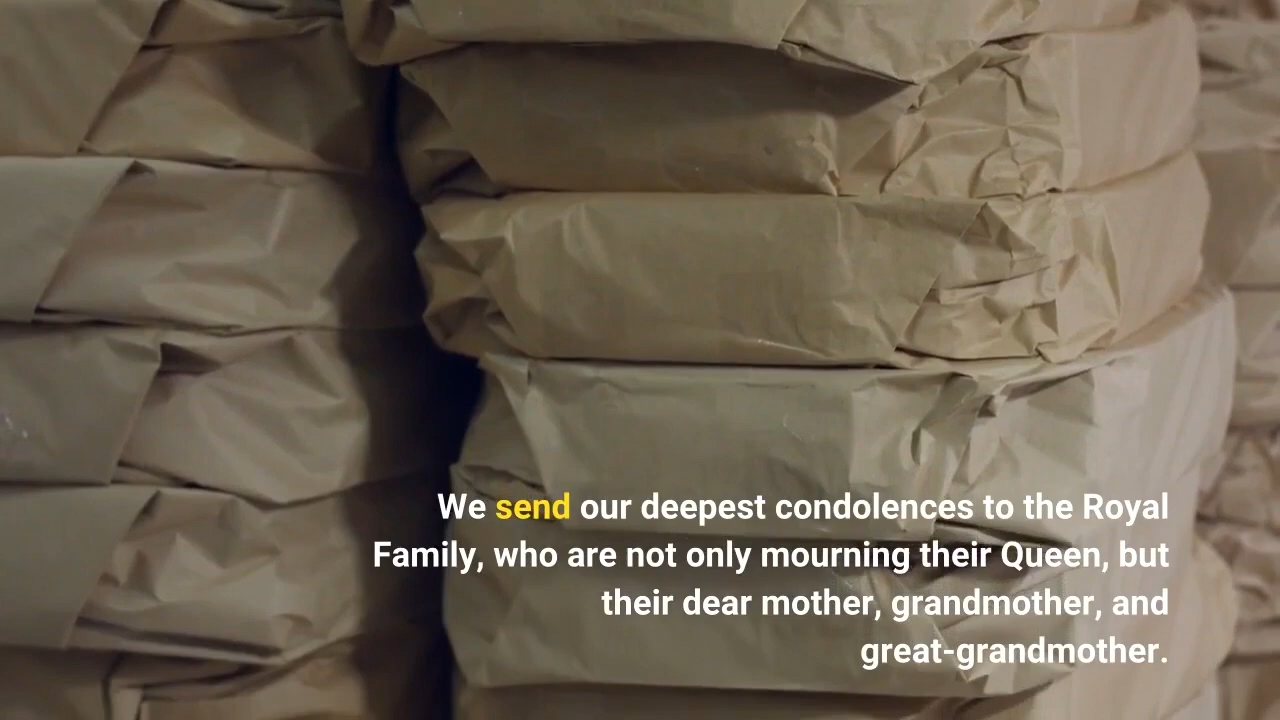 We send our deepest condolences to the Royal
Family, who are not only mourning their Queen, but
their dear mother, grandmother, and
great-grandmother.